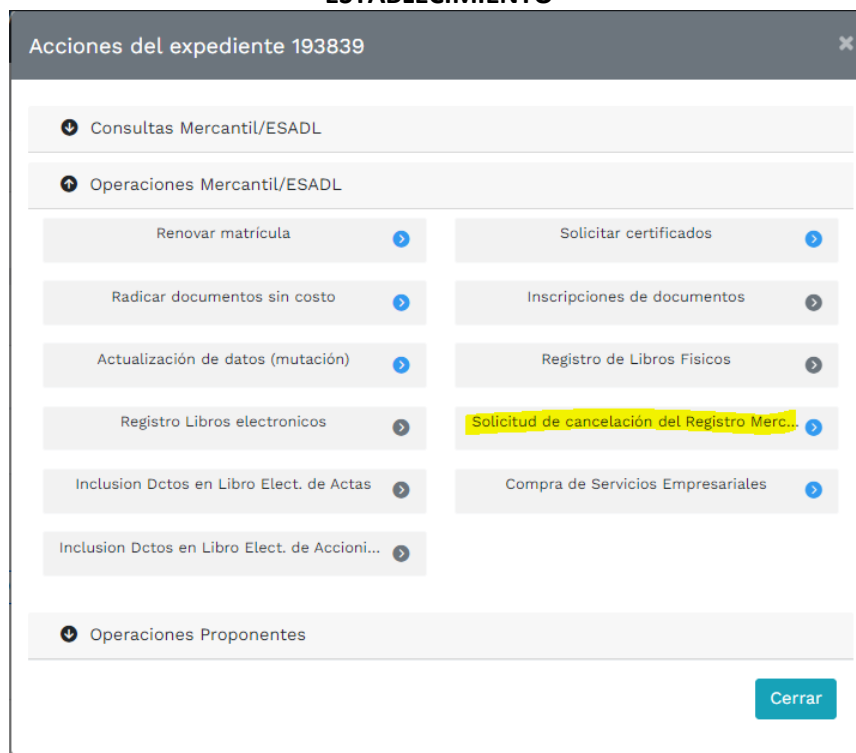 ESTABLECIMIENTO
Acciones del expediente 193839
Consultas Mercantil/ESADL
Operaciones Mercantil/ESADL
Renovar matrícula
Solicitar certificados
Radicar documentos sin costo
Inscripciones de documentos
Actualización de datos (mutación)
Registro de Libros Fisicos
Registro Libros electronicos
Solicitud de cancelación del Registro Merc...
Inclusion Dctos en Libro Elect. de Actas
Compra de Servicios Empresariales
Inclusion Dctos en Libro Elect. de Accioni...
Operaciones Proponentes
Cerrar